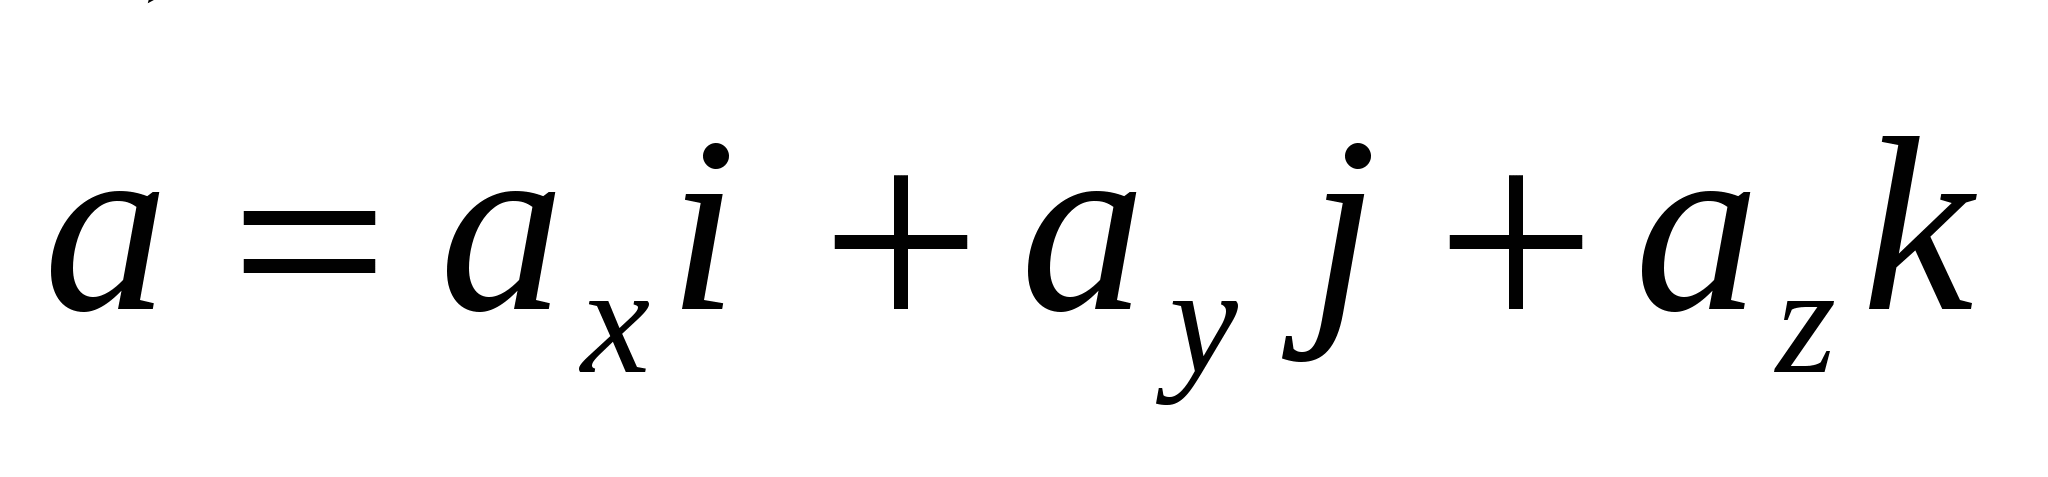 a = a_x i + a_y j + a_z k